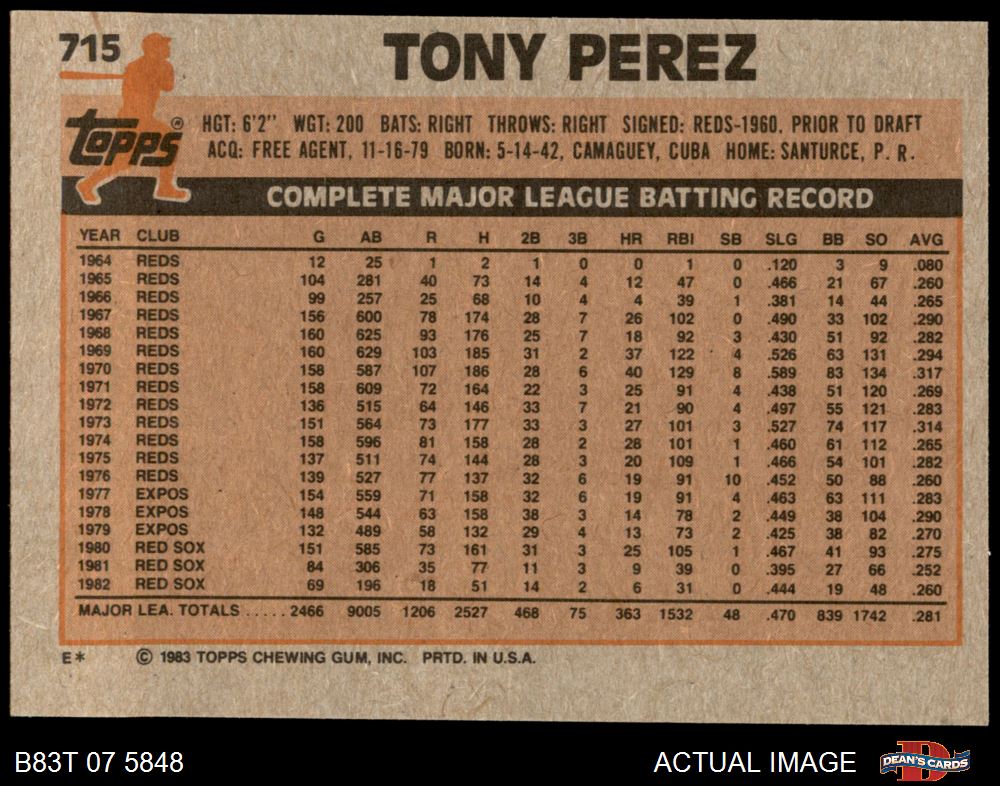 715
TONY PEREZ
topps®
HGT: 6'2" WGT: 200 BATS: RIGHT THROWS: RIGHT SIGNED: REDS-1960, PRIOR TO DRAFT
ACQ: FREE AGENT, 11-16-79 BORN: 5-14-42, CAMAGUEY, CUBA HOME: SANTURCE, P. R.
COMPLETE MAJOR LEAGUE BATTING RECORD
YEAR CLUB G AB R H 2B 3B HR RBI SB SLG BB SO AVG
1964 REDS 12 25 1 2 1 0 0 1 0 .120 3 9 .080
1965 REDS 104 281 40 73 14 4 12 47 0 .466 21 67 .260
1966 REDS 99 257 25 68 10 4 4 39 1 .381 14 44 .265
1967 REDS 156 600 78 174 28 7 26 102 0 .490 33 102 .290
1968 REDS 160 625 93 176 25 7 18 92 3 .430 51 92 .282
1969 REDS 160 629 103 185 31 2 37 122 4 .526 63 131 .294
1970 REDS 158 587 107 186 28 6 40 129 8 .589 83 134 .317
1971 REDS 158 609 72 164 22 3 25 91 4 .438 51 120 .269
1972 REDS 136 515 64 146 33 7 21 90 4 .497 55 121 .283
1973 REDS 151 564 73 177 33 3 27 101 3 .527 74 117 .314
1974 REDS 158 596 81 158 28 2 28 101 1 .460 61 112 .265
1975 REDS 137 511 74 144 28 3 20 109 1 .466 54 101 .282
1976 REDS 139 527 77 137 32 6 19 91 10 .452 50 88 .260
1977 EXPOS 154 559 71 158 32 6 19 91 4 .463 63 111 .283
1978 EXPOS 148 544 63 158 38 3 14 78 2 .449 38 104 .290
1979 EXPOS 132 489 58 132 29 4 13 73 2 .425 38 82 .270
1980 RED SOX 151 585 73 161 31 3 25 105 1 .467 41 93 .275
1981 RED SOX 84 306 35 77 11 3 9 39 0 .395 27 66 .252
1982 RED SOX 69 196 18 51 14 2 6 31 0 .444 19 48 .260
MAJOR LEA. TOTALS ..... 2466 9005 1206 2527 468 75 363 1532 48 .470 839 1742 .281
E* © 1983 TOPPS CHEWING GUM, INC. PRTD. IN U.S.A.
B83T 07 5848
ACTUAL IMAGE
D
DEAN'S CARDS